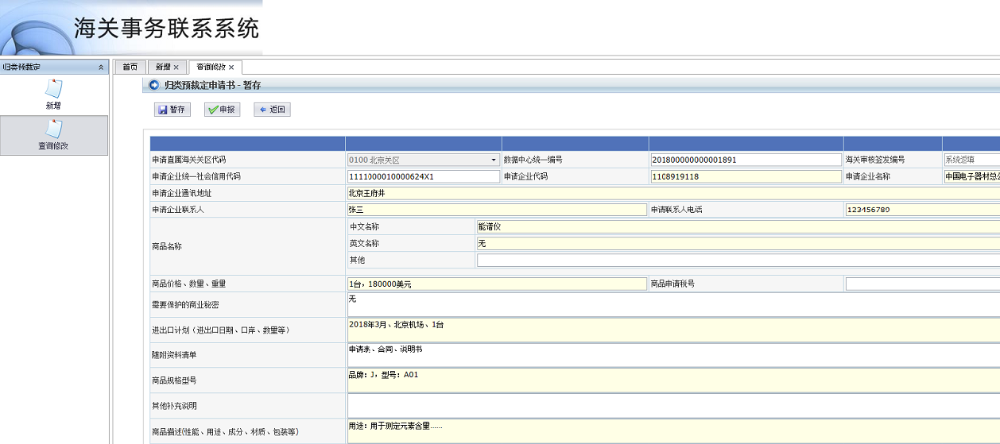 海关事务联系系统
归类预裁定
首页 新增 查询修改
归类预裁定申请书 - 暂存
新增
暂存 申报 返回
查询修改
申请直属海关关区代码 0100 北京关区 数据中心统一编号 201800000000001891 海关审核签发编号 系统返填
申请企业统一社会信用代码 1111000010000624X1 申请企业代码 1108919118 申请企业名称 中国电子器材总公
申请企业通讯地址 北京王府井
申请企业联系人 张三 申请联系人电话 123456789
中文名称 能谱仪
商品名称 英文名称 无
其他
商品价格、数量、重量 1台，180000美元 商品申请税号
需要保护的商业秘密 无
进出口计划（进出口日期、口岸、数量等） 2018年3月、北京机场、1台
随附资料清单 申请表、合同、说明书
商品规格型号 品牌：J，型号：A01
其他补充说明
商品描述(性能、用途、成分、材质、包装等) 用途：用于测定元素含量......